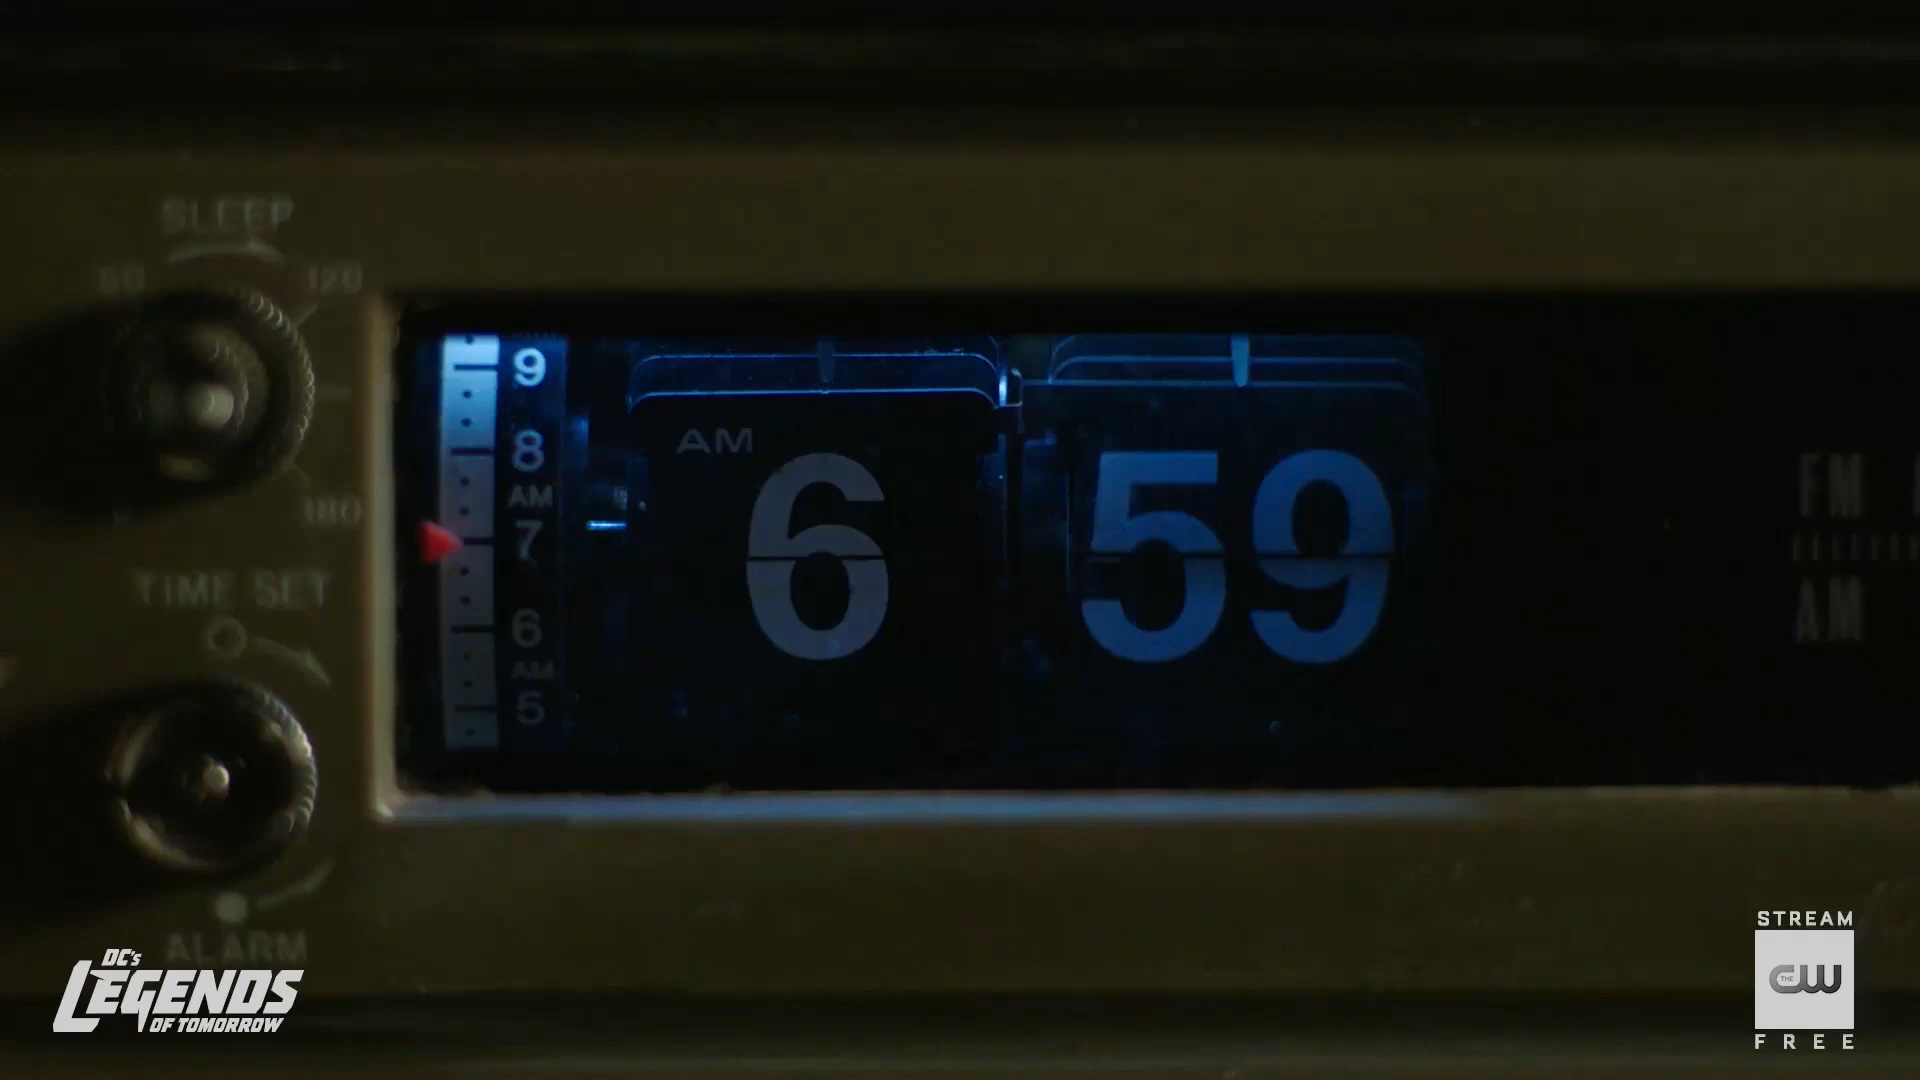 SLEEP
60 120
180
TIME SET
ALARM
9
8
AM
7
6
AM
5
AM
6 59
FM
AM
DC's
LEGENDS
OF TOMORROW
STREAM
THE CW
FREE